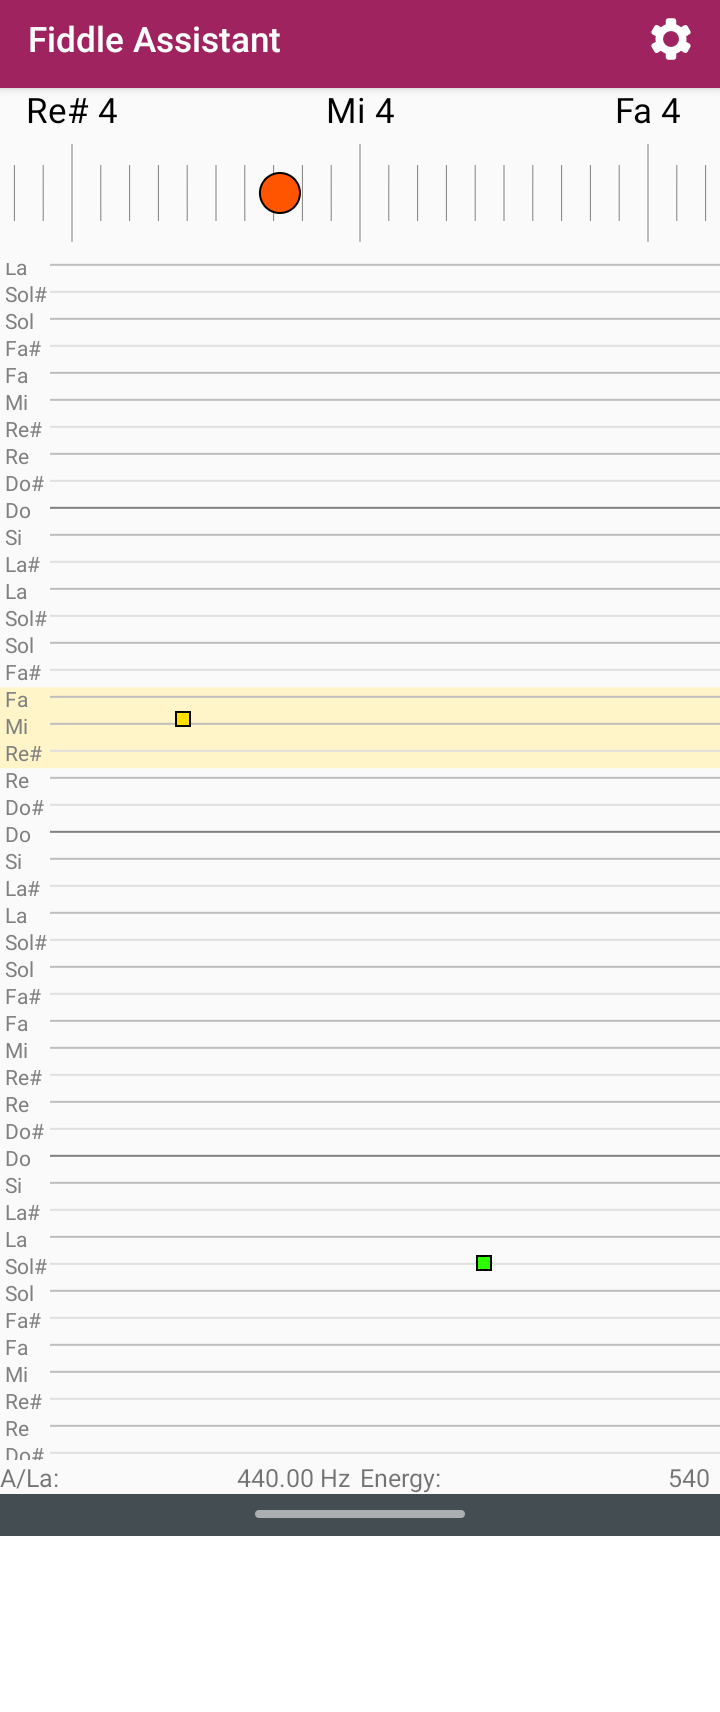 Fiddle Assistant
Re# 4 Mi 4 Fa 4
La
Sol#
Sol
Fa#
Fa
Mi
Re#
Re
Do#
Do
Si
La#
La
Sol#
Sol
Fa#
Fa
Mi
Re#
Re
Do#
Do
Si
La#
La
Sol#
Sol
Fa#
Fa
Mi
Re#
Re
Do#
Do
Si
La#
La
Sol#
Sol
Fa#
Fa
Mi
Re#
Re
Do#
A/La: 440.00 Hz Energy: 540